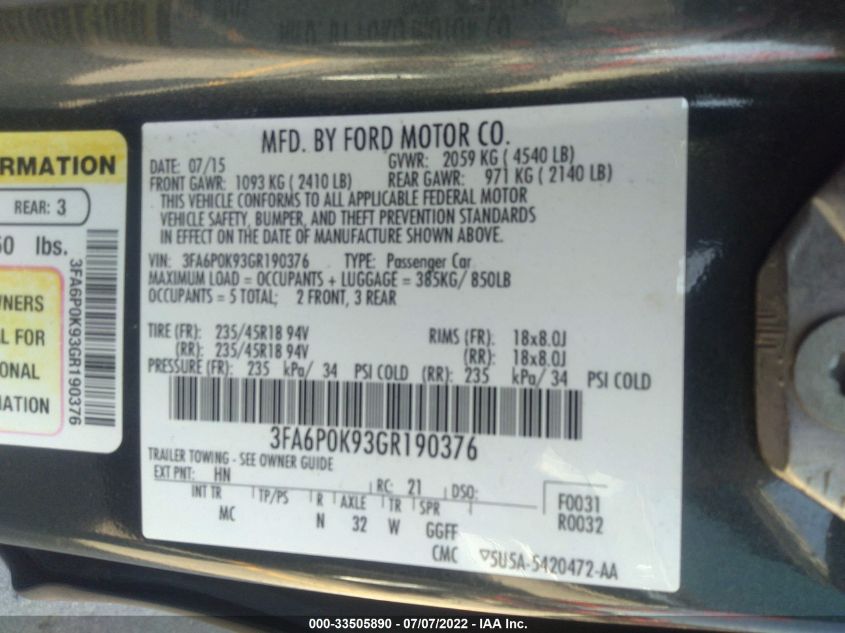 MFD. BY FORD MOTOR CO.
DATE: 07/15 GVWR: 2059 KG (4540 LB)
FRONT GAWR: 1093 KG (2410 LB) REAR GAWR: 971 KG (2140 LB)
THIS VEHICLE CONFORMS TO ALL APPLICABLE FEDERAL MOTOR
VEHICLE SAFETY, BUMPER, AND THEFT PREVENTION STANDARDS
IN EFFECT ON THE DATE OF MANUFACTURE SHOWN ABOVE.
VIN: 3FA6P0K93GR190376 TYPE: Passenger Car
MAXIMUM LOAD = OCCUPANTS + LUGGAGE = 385KG/ 850LB
OCCUPANTS = 5 TOTAL; 2 FRONT, 3 REAR
TIRE (FR): 235/45R18 94V RIMS (FR): 18x8.0J
(RR): 235/45R18 94V (RR): 18x8.0J
PRESSURE (FR): 235 kPa/ 34 PSI COLD (RR): 235 kPa/ 34 PSI COLD
3FA6P0K93GR190376
TRAILER TOWING - SEE OWNER GUIDE
EXT PNT: HN RC: 21 DSO:
INT TR TP/PS R AXLE TR SPR F0031
MC N 32 W GGFF R0032
CMC ▽5U5A-5420472-AA
RMATION
REAR: 3
50 lbs.
WNERS
L FOR
ONAL
MATION
3FA6P0K93GR190376
000-33505890 - 07/07/2022 - IAA Inc.